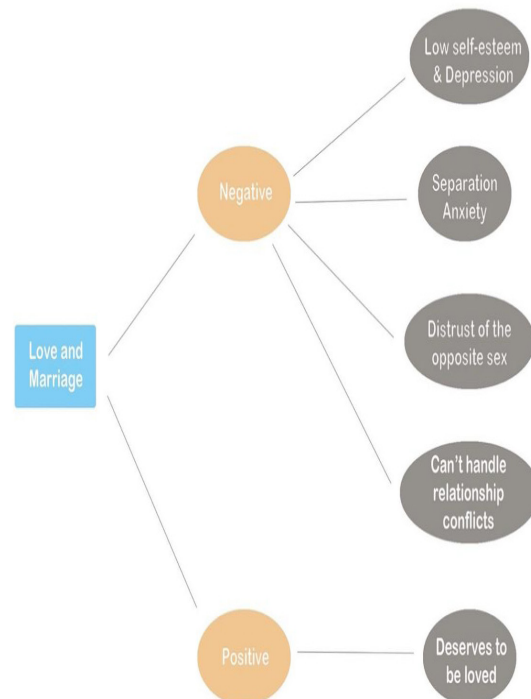 Low self-esteem
& Depression
Negative
Separation
Anxiety
Distrust of the
opposite sex
Love and
Marriage
Can't handle
relationship
conflicts
Positive
Deserves to
be loved